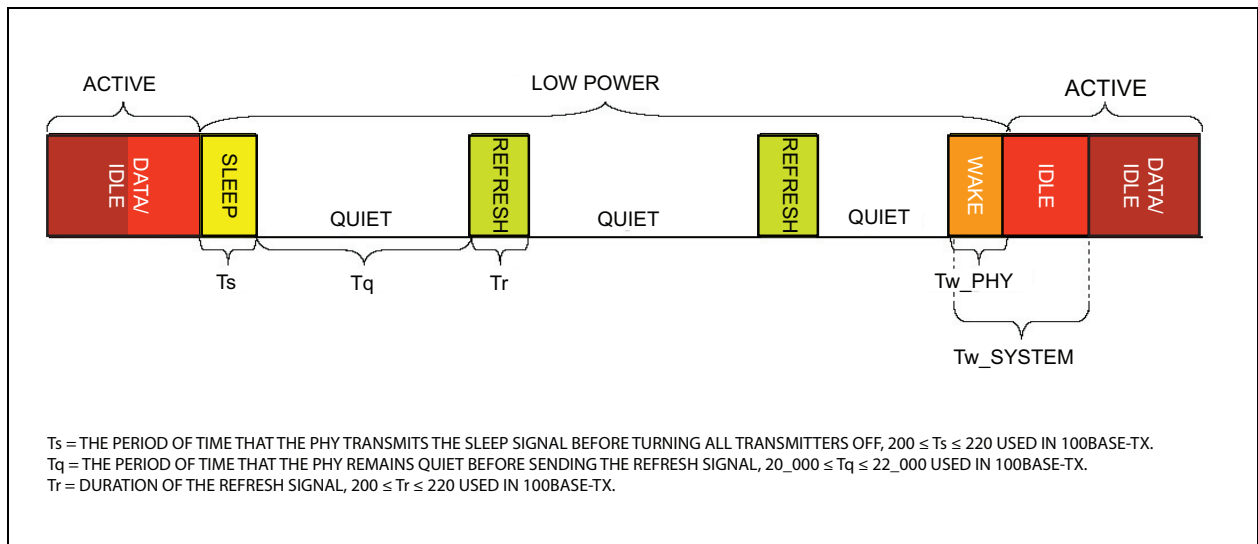 ACTIVE
LOW POWER
ACTIVE
DATA/
IDLE
SLEEP
QUIET
REFRESH
QUIET
REFRESH
QUIET
WAKE
IDLE
DATA/
IDLE
Ts
Tq
Tr
Tw_PHY
Tw_SYSTEM
Ts = THE PERIOD OF TIME THAT THE PHY TRANSMITS THE SLEEP SIGNAL BEFORE TURNING ALL TRANSMITTERS OFF, 200 ≤ Ts ≤ 220 USED IN 100BASE-TX.
Tq = THE PERIOD OF TIME THAT THE PHY REMAINS QUIET BEFORE SENDING THE REFRESH SIGNAL, 20_000 ≤ Tq ≤ 22_000 USED IN 100BASE-TX.
Tr = DURATION OF THE REFRESH SIGNAL, 200 ≤ Tr ≤ 220 USED IN 100BASE-TX.